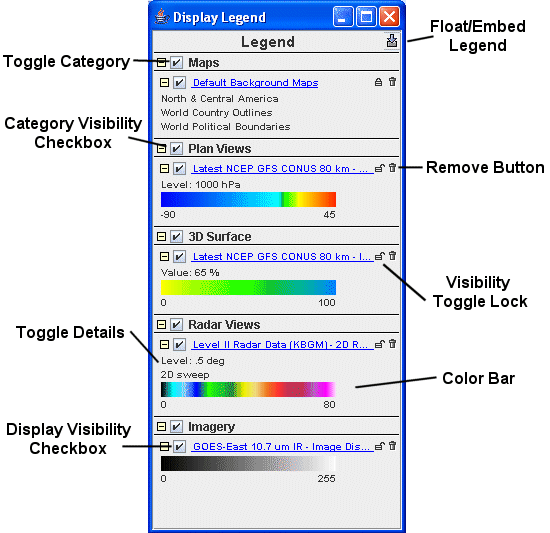 Display Legend
Legend
Float/Embed
Legend
Toggle Category
Maps
Default Background Maps
North & Central America
World Country Outlines
World Political Boundaries
Category Visibility
Checkbox
Plan Views
Latest NCEP GFS CONUS 80 km - ...
Remove Button
Level: 1000 hPa
-90 45
3D Surface
Latest NCEP GFS CONUS 80 km - I...
Value: 65 %
0 100
Visibility
Toggle Lock
Radar Views
Toggle Details
Level II Radar Data (KBGM) - 2D R...
Level: .5 deg
2D sweep
Color Bar
0 80
Imagery
Display Visibility
Checkbox
GOES-East 10.7 um IR - Image Dis...
0 255